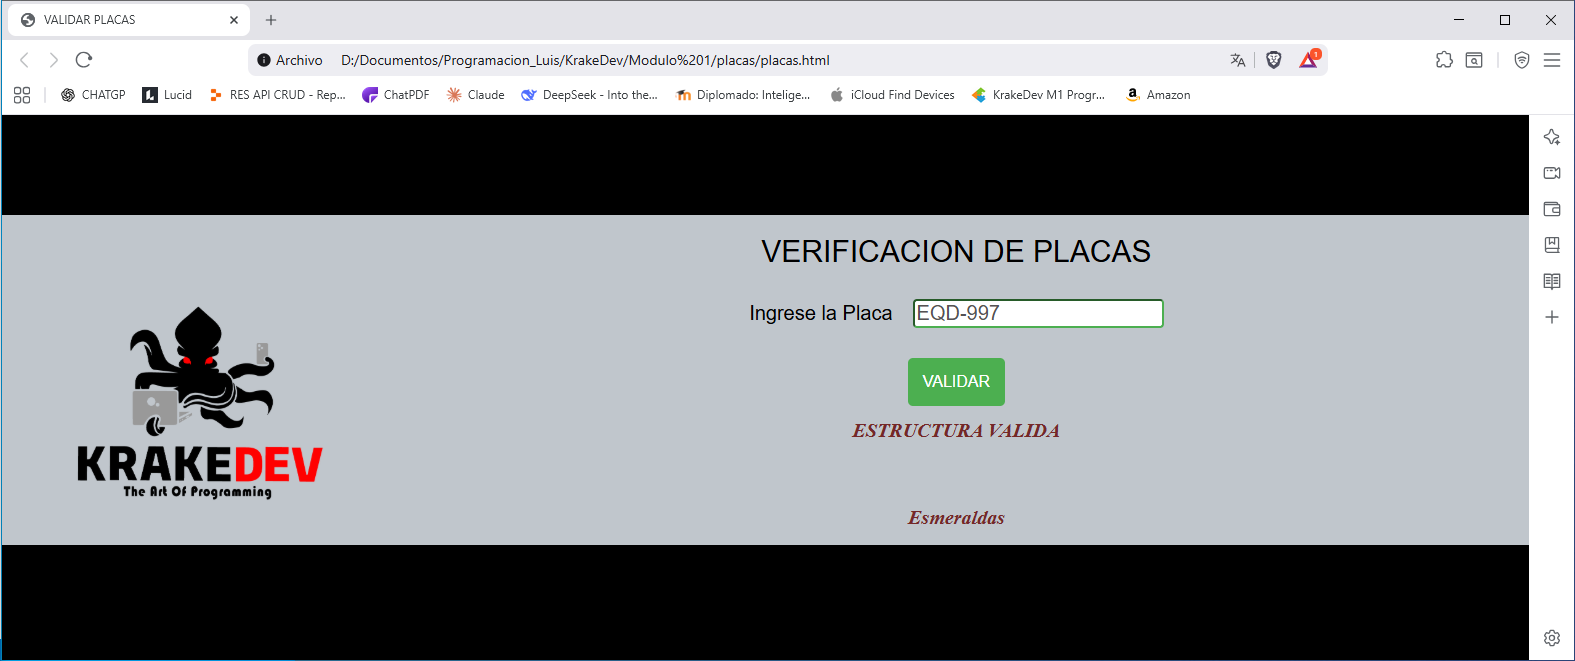 VALIDAR PLACAS
Archivo D:/Documentos/Programacion_Luis/KrakeDev/Modulo%201/placas/placas.html
1
CHATGP Lucid RES API CRUD - Rep... ChatPDF Claude DeepSeek - Into the... Diplomado: Intelige... iCloud Find Devices KrakeDev M1 Progr... Amazon
VERIFICACION DE PLACAS
Ingrese la Placa EQD-997
VALIDAR
ESTRUCTURA VALIDA
KRAKEDEV
The Art Of Programming
Esmeraldas